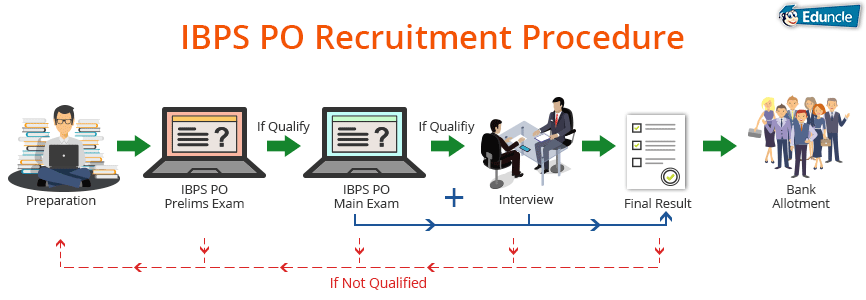 Eduncle
IBPS PO Recruitment Procedure
If Qualify
If Qualifiy
?
?
Preparation
IBPS PO
Prelims Exam
IBPS PO
Main Exam
+
Interview
Final Result
Bank
Allotment
If Not Qualified